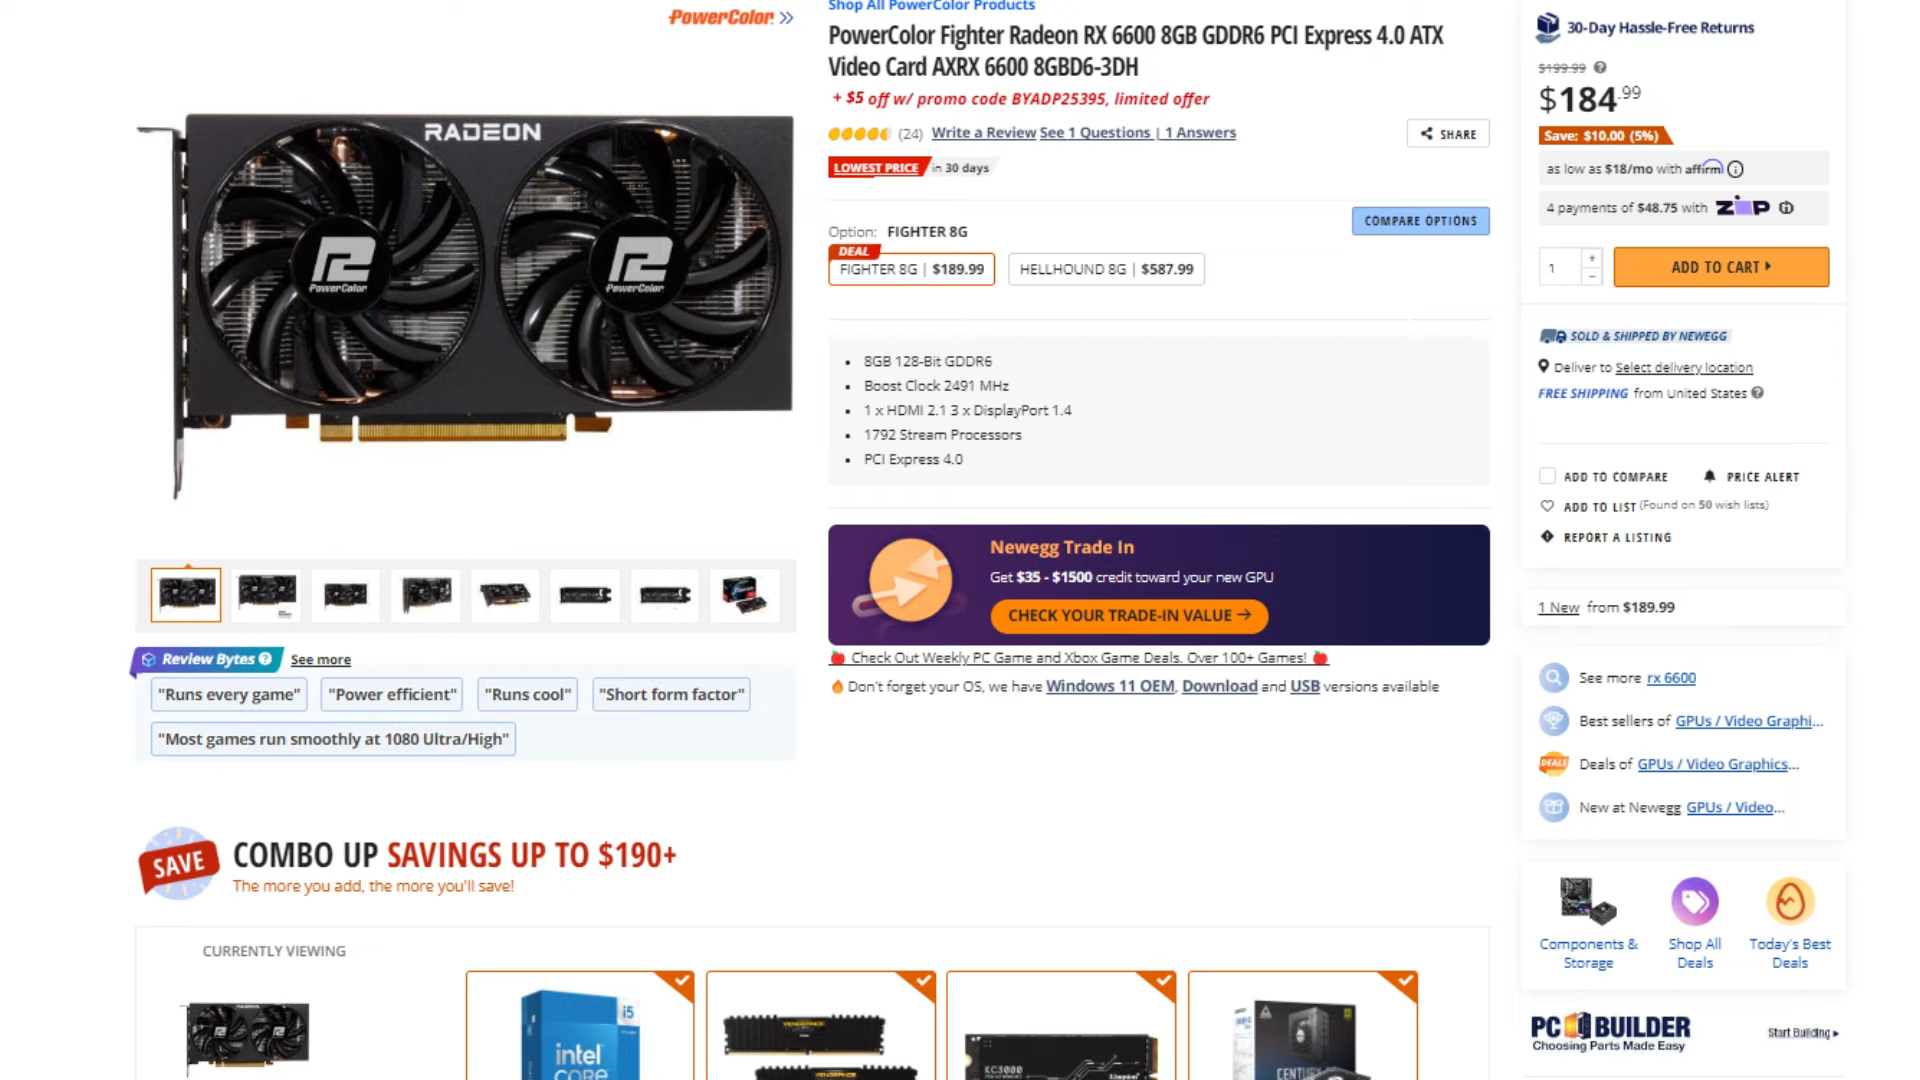 PowerColor
Shop All PowerColor Products
PowerColor Fighter Radeon RX 6600 8GB GDDR6 PCI Express 4.0 ATX
Video Card AXRX 6600 8GBD6-3DH
+ $5 off w/ promo code BYADP25395, limited offer
(24) Write a Review See 1 Questions | 1 Answers
SHARE
LOWEST PRICE in 30 days
COMPARE OPTIONS
Option: FIGHTER 8G
DEAL
FIGHTER 8G | $189.99
HELLHOUND 8G | $587.99
8GB 128-Bit GDDR6
Boost Clock 2491 MHz
1 x HDMI 2.1 3 x DisplayPort 1.4
1792 Stream Processors
PCI Express 4.0
Newegg Trade In
Get $35 - $1500 credit toward your new GPU
CHECK YOUR TRADE-IN VALUE
Check Out Weekly PC Game and Xbox Game Deals. Over 100+ Games!
Don't forget your OS, we have Windows 11 OEM, Download and USB versions available
RADEON
PowerColor
PowerColor
Review Bytes ? See more
"Runs every game"
"Power efficient"
"Runs cool"
"Short form factor"
"Most games run smoothly at 1080 Ultra/High"
SAVE
COMBO UP SAVINGS UP TO $190+
The more you add, the more you'll save!
CURRENTLY VIEWING
RADEON
i5
intel
CORE
VENGEANCE
VENGEANCE
KC3000
Kingston
CENTURY
30-Day Hassle-Free Returns
$199.99
$184.99
Save: $10.00 (5%)
as low as $18/mo with affirm
4 payments of $48.75 with ZIP
1
+
−
ADD TO CART
SOLD & SHIPPED BY NEWEGG
Deliver to Select delivery location
FREE SHIPPING from United States
ADD TO COMPARE
PRICE ALERT
ADD TO LIST (Found on 50 wish lists)
REPORT A LISTING
1 New from $189.99
See more rx 6600
Best sellers of GPUs / Video Graphi...
DEALS
Deals of GPUs / Video Graphics...
New at Newegg GPUs / Video...
Components &
Storage
Shop All
Deals
Today's Best
Deals
PC BUILDER
Choosing Parts Made Easy
Start Building